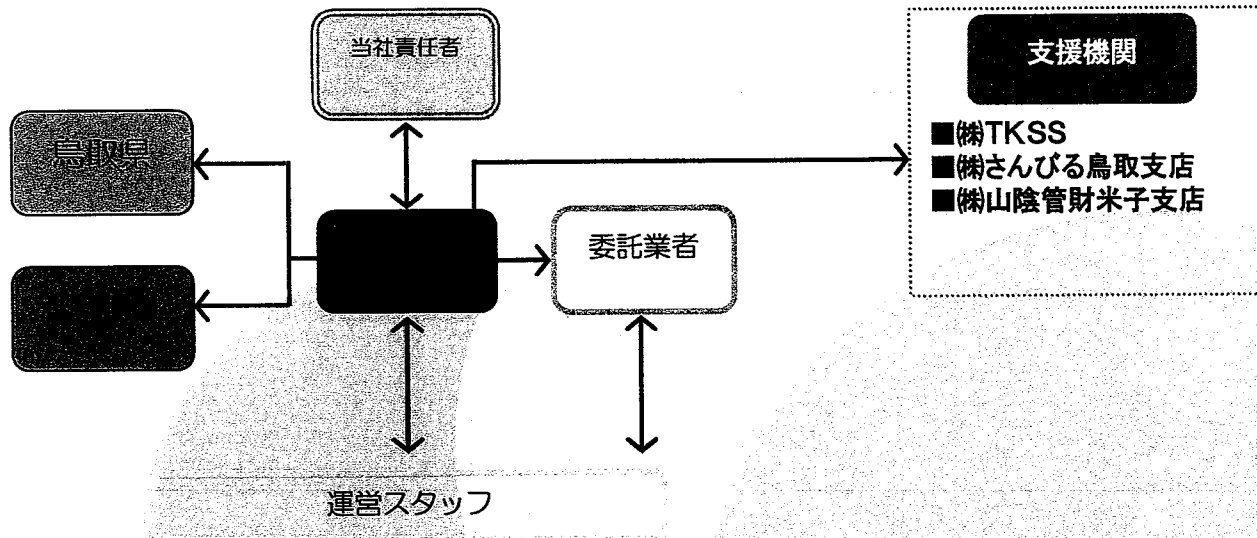 当社責任者
支援機関
鳥取県
■㈱TKSS
■㈱さんびる鳥取支店
■㈱山陰管財米子支店
委託業者
運営スタッフ